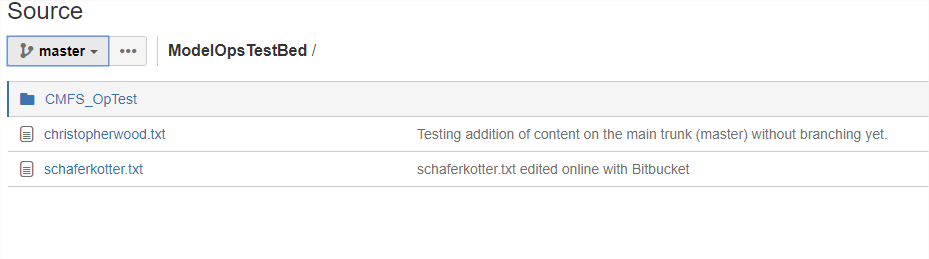 Source
master
ModelOpsTestBed /
CMFS_OpTest
christopherwood.txt Testing addition of content on the main trunk (master) without branching yet.
schaferkotter.txt schaferkotter.txt edited online with Bitbucket